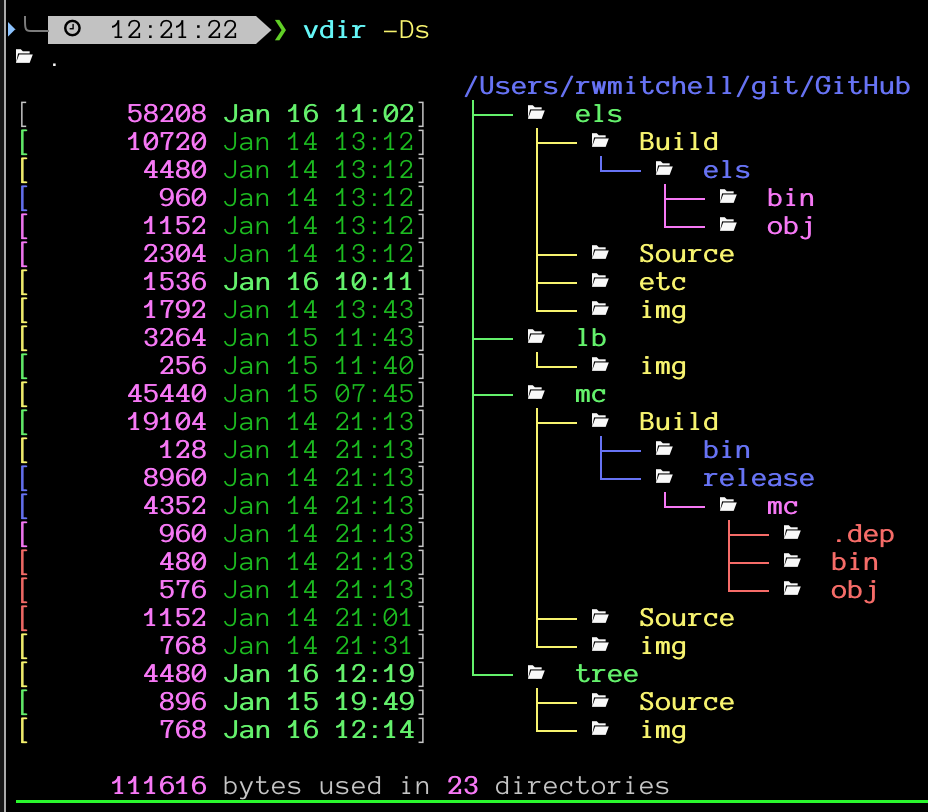 12:21:22 ❯ vdir -Ds
.
/Users/rwmitchell/git/GitHub
[ 58208 Jan 16 11:02] ├── els
[ 10720 Jan 14 13:12] │ ├── Build
[ 4480 Jan 14 13:12] │ │ └── els
[ 960 Jan 14 13:12] │ │ ├── bin
[ 1152 Jan 14 13:12] │ │ └── obj
[ 2304 Jan 14 13:12] │ ├── Source
[ 1536 Jan 16 10:11] │ ├── etc
[ 1792 Jan 14 13:43] │ └── img
[ 3264 Jan 15 11:43] ├── lb
[ 256 Jan 15 11:40] │ └── img
[ 45440 Jan 15 07:45] ├── mc
[ 19104 Jan 14 21:13] │ ├── Build
[ 128 Jan 14 21:13] │ │ ├── bin
[ 8960 Jan 14 21:13] │ │ └── release
[ 4352 Jan 14 21:13] │ │ └── mc
[ 960 Jan 14 21:13] │ │ ├── .dep
[ 480 Jan 14 21:13] │ │ ├── bin
[ 576 Jan 14 21:13] │ │ └── obj
[ 1152 Jan 14 21:01] │ ├── Source
[ 768 Jan 14 21:31] │ └── img
[ 4480 Jan 16 12:19] └── tree
[ 896 Jan 15 19:49] ├── Source
[ 768 Jan 16 12:14] └── img
111616 bytes used in 23 directories